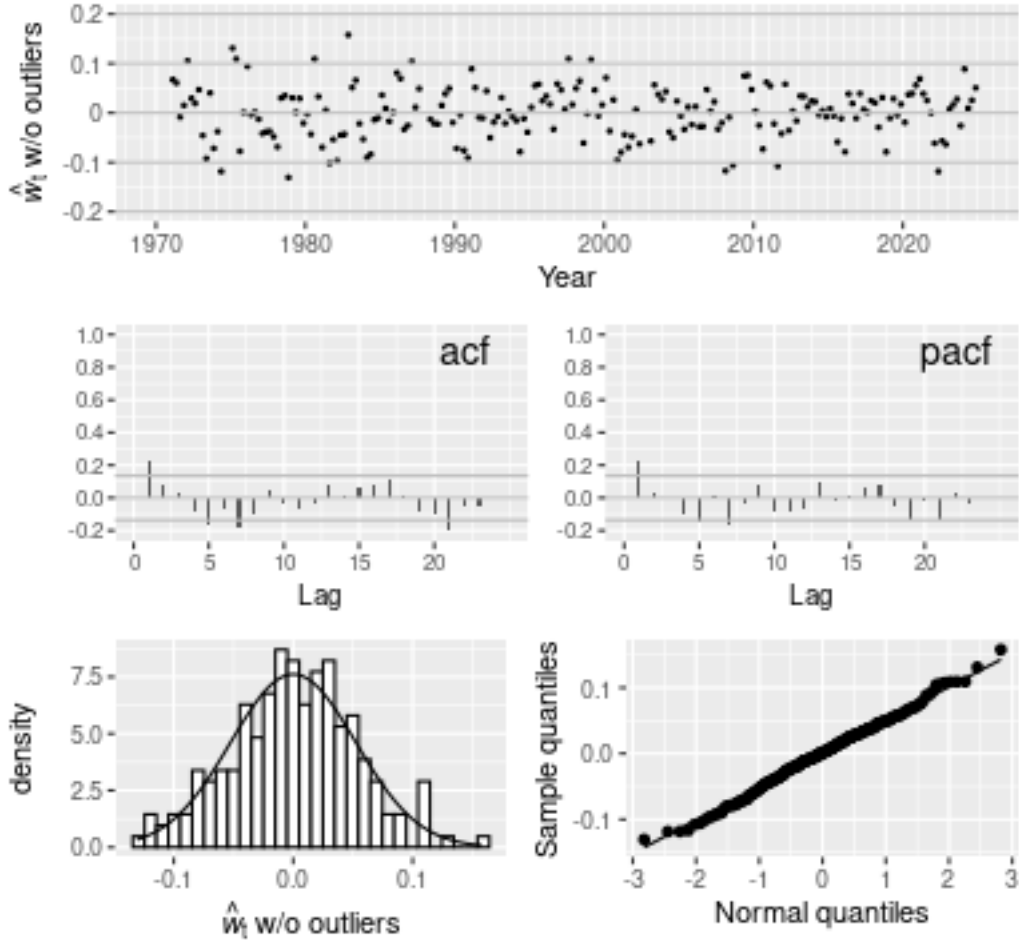 ŵt w/o outliers
0.2
0.1
0
-0.1
-0.2
1970 1980 1990 2000 2010 2020
Year
acf
1.0
0.8
0.6
0.4
0.2
0.0
-0.2
0 5 10 15 20
Lag
pacf
1.0
0.8
0.6
0.4
0.2
0.0
-0.2
0 5 10 15 20
Lag
density
7.5
5.0
2.5
0.0
-0.1 0.0 0.1
ŵt w/o outliers
Sample quantiles
0.1
0.0
-0.1
-3 -2 -1 0 1 2 3
Normal quantiles